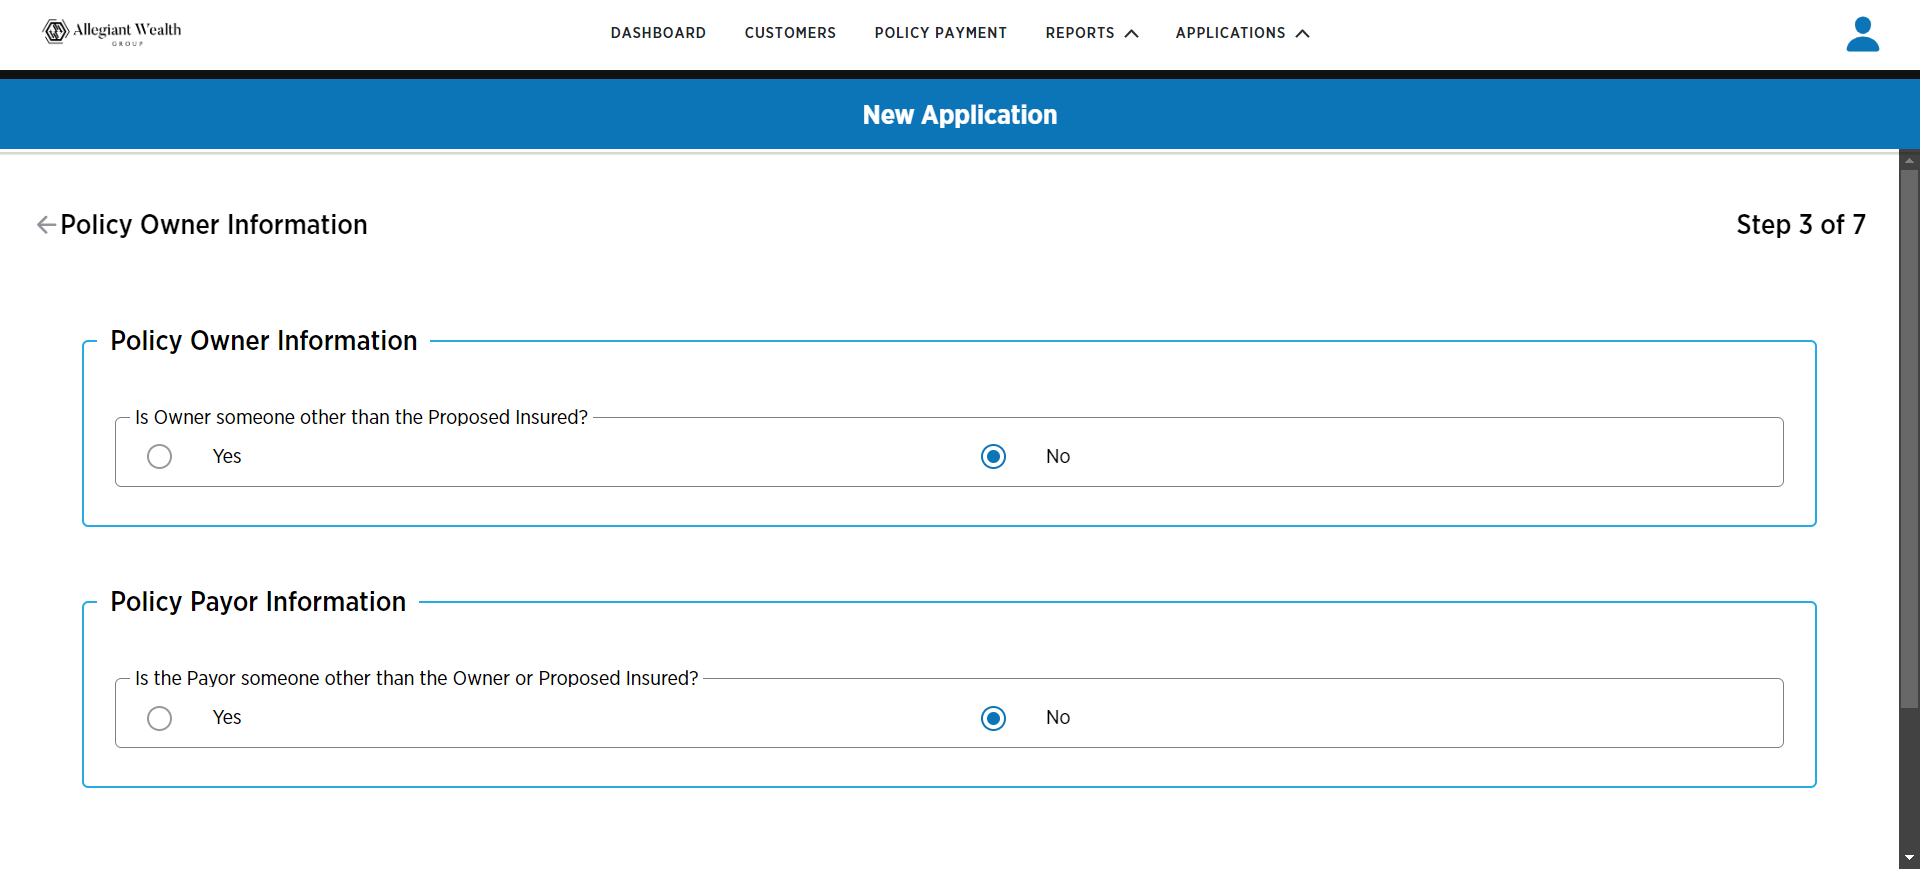 Allegiant Wealth
GROUP
DASHBOARD CUSTOMERS POLICY PAYMENT REPORTS APPLICATIONS
New Application
Policy Owner Information Step 3 of 7
Policy Owner Information
Is Owner someone other than the Proposed Insured?
Yes No
Policy Payor Information
Is the Payor someone other than the Owner or Proposed Insured?
Yes No